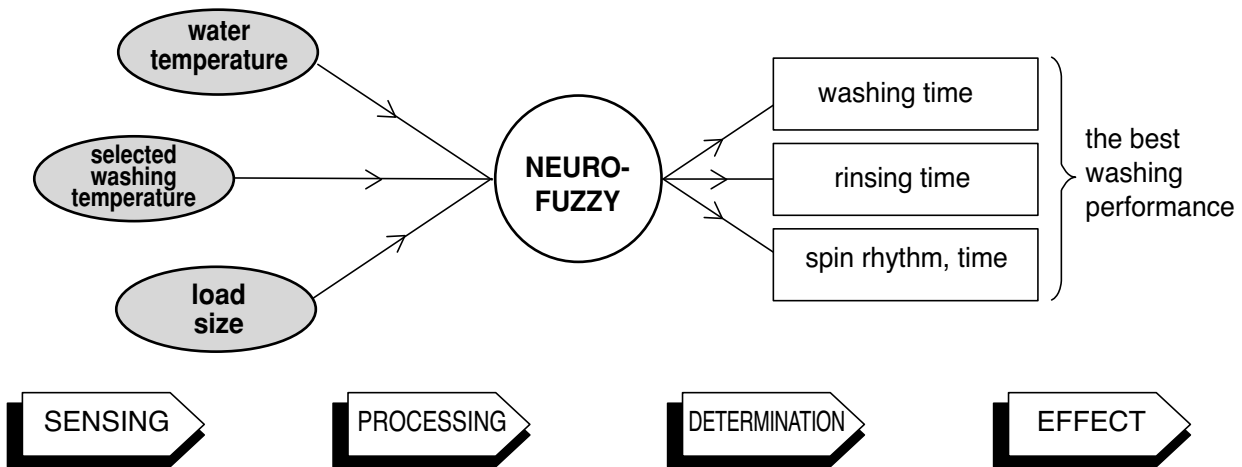 water
temperature
selected
washing
temperature
load
size
NEURO-
FUZZY
washing time
rinsing time
spin rhythm, time
the best
washing
performance
SENSING
PROCESSING
DETERMINATION
EFFECT